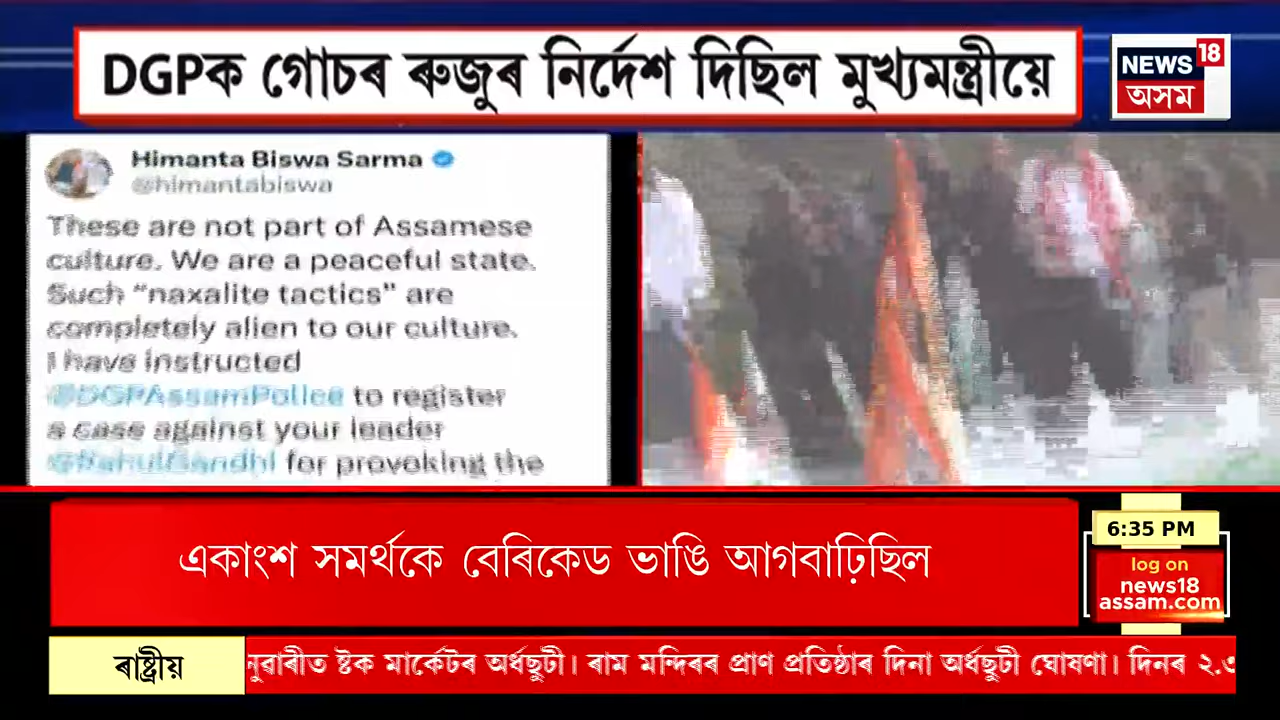 DGPক গোচৰ ৰুজুৰ নিৰ্দেশ দিছিল মুখ্যমন্ত্ৰীয়ে
NEWS 18
অসম
Himanta Biswa Sarma
@himantabiswa
These are not part of Assamese
culture. We are a peaceful state.
Such “naxalite tactics” are
completely alien to our culture.
I have instructed
@DGPAssamPolice to register
a case against your leader
@RahulGandhi for provoking the
একাংশ সমৰ্থকে বেৰিকেড ভাঙি আগবাঢ়িছিল
6:35 PM
log on
news18
assam.com
ৰাষ্ট্ৰীয়
নুৱাৰীত ষ্টক মাৰ্কেটৰ অৰ্ধছুটী। ৰাম মন্দিৰৰ প্ৰাণ প্ৰতিষ্ঠাৰ দিনা অৰ্ধছুটী ঘোষণা। দিনৰ ২.৩